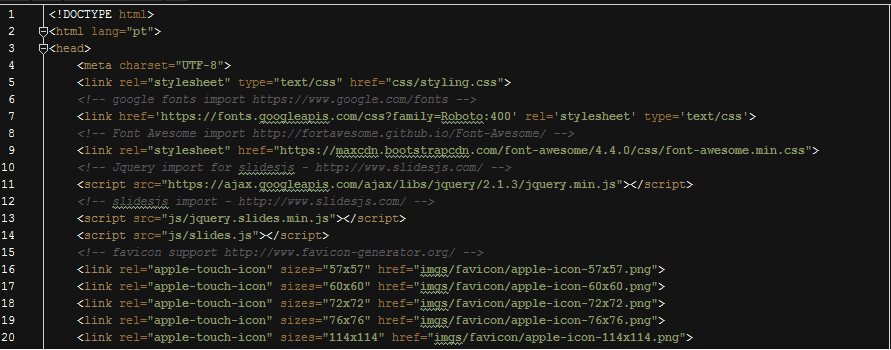 1 <!DOCTYPE html>
2 <html lang="pt">
3 <head>
4 <meta charset="UTF-8">
5 <link rel="stylesheet" type="text/css" href="css/styling.css">
6 <!-- google fonts import https://www.google.com/fonts -->
7 <link href='https://fonts.googleapis.com/css?family=Roboto:400' rel='stylesheet' type='text/css'>
8 <!-- Font Awesome import http://fortawesome.github.io/Font-Awesome/ -->
9 <link rel="stylesheet" href="https://maxcdn.bootstrapcdn.com/font-awesome/4.4.0/css/font-awesome.min.css">
10 <!-- Jquery import for slidesjs - http://www.slidesjs.com/ -->
11 <script src="https://ajax.googleapis.com/ajax/libs/jquery/2.1.3/jquery.min.js"></script>
12 <!-- slidesjs import - http://www.slidesjs.com/ -->
13 <script src="js/jquery.slides.min.js"></script>
14 <script src="js/slides.js"></script>
15 <!-- favicon support http://www.favicon-generator.org/ -->
16 <link rel="apple-touch-icon" sizes="57x57" href="imgs/favicon/apple-icon-57x57.png">
17 <link rel="apple-touch-icon" sizes="60x60" href="imgs/favicon/apple-icon-60x60.png">
18 <link rel="apple-touch-icon" sizes="72x72" href="imgs/favicon/apple-icon-72x72.png">
19 <link rel="apple-touch-icon" sizes="76x76" href="imgs/favicon/apple-icon-76x76.png">
20 <link rel="apple-touch-icon" sizes="114x114" href="imgs/favicon/apple-icon-114x114.png">